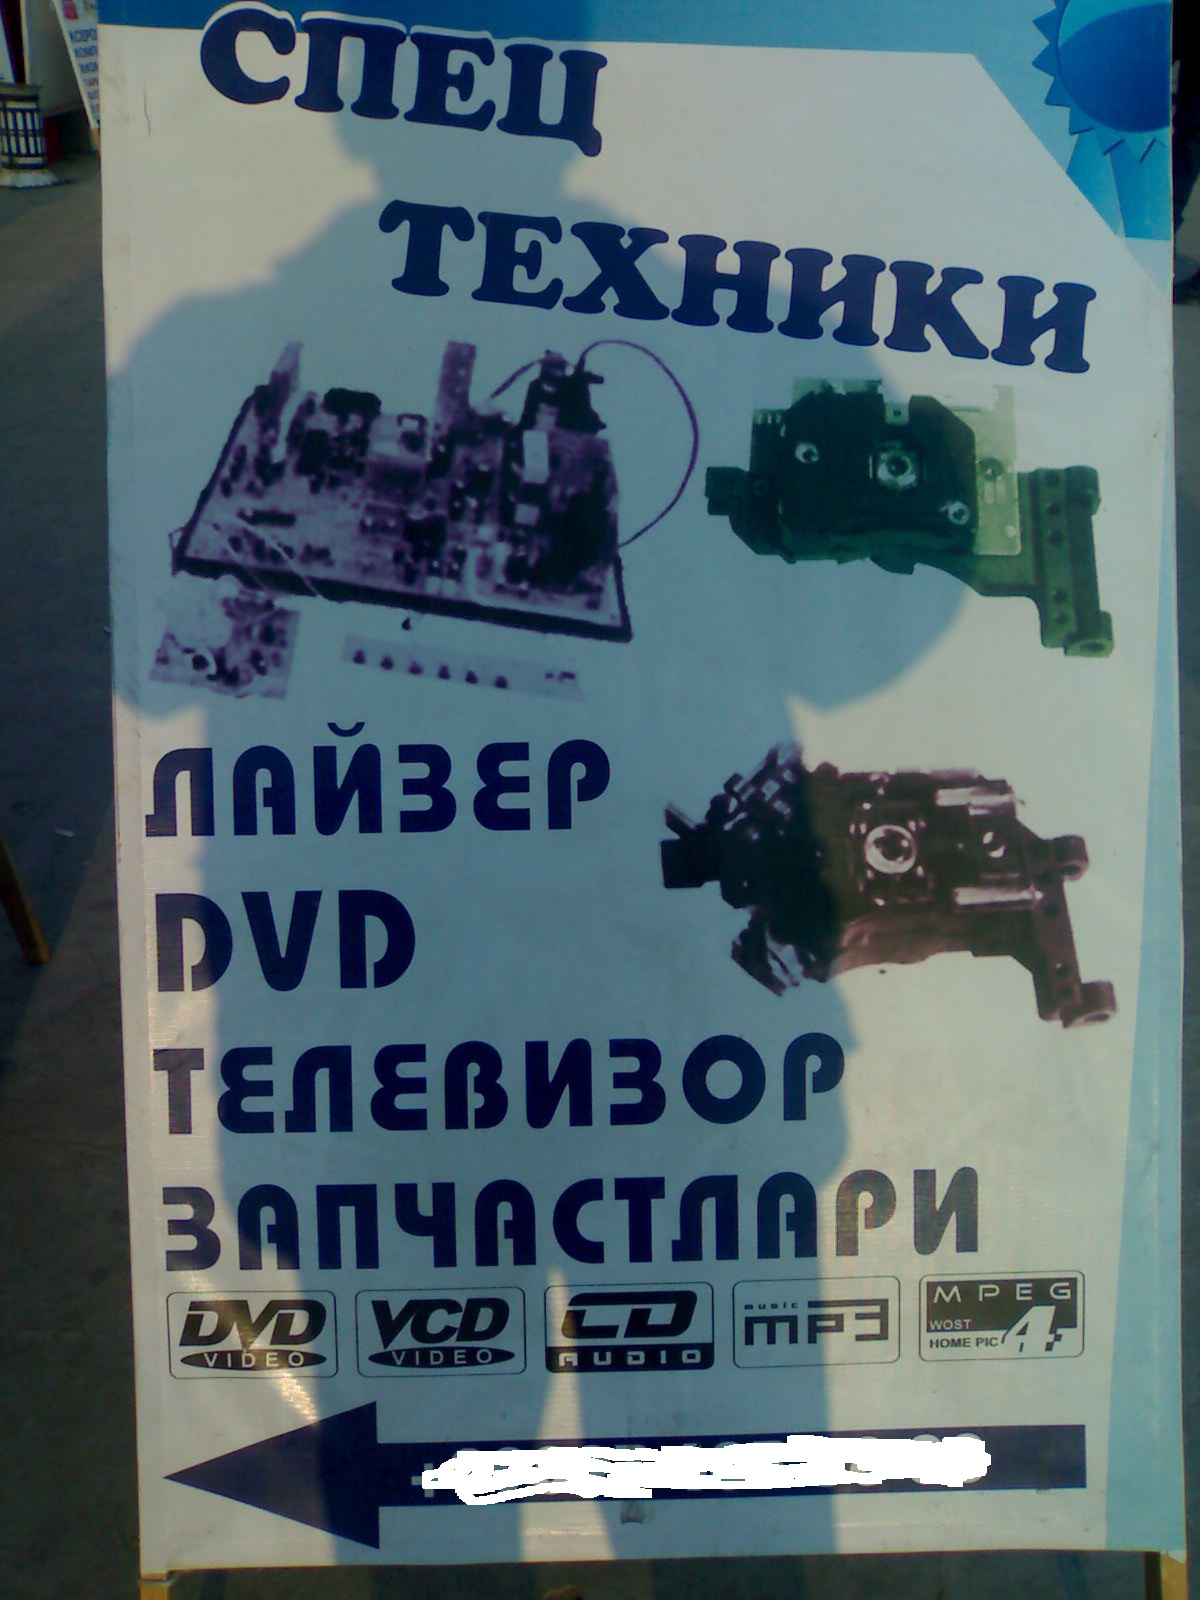 СПЕЦ
ТЕХНИКИ
ЛАЙЗЕР
DVD
ТЕЛЕВИЗОР
ЗАПЧАСТЛАРИ
DVD VIDEO
VCD VIDEO
CD AUDIO
music MP3
MPEG 4 WOST HOME PIC